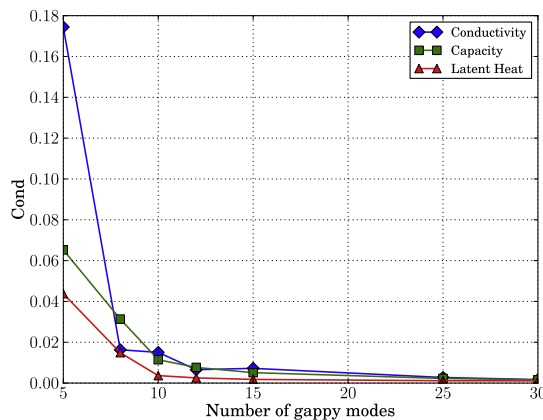 0.18
0.16
0.14
0.12
0.10
0.08
0.06
0.04
0.02
0.00
Cond
Conductivity
Capacity
Latent Heat
5 10 15 20 25 30
Number of gappy modes